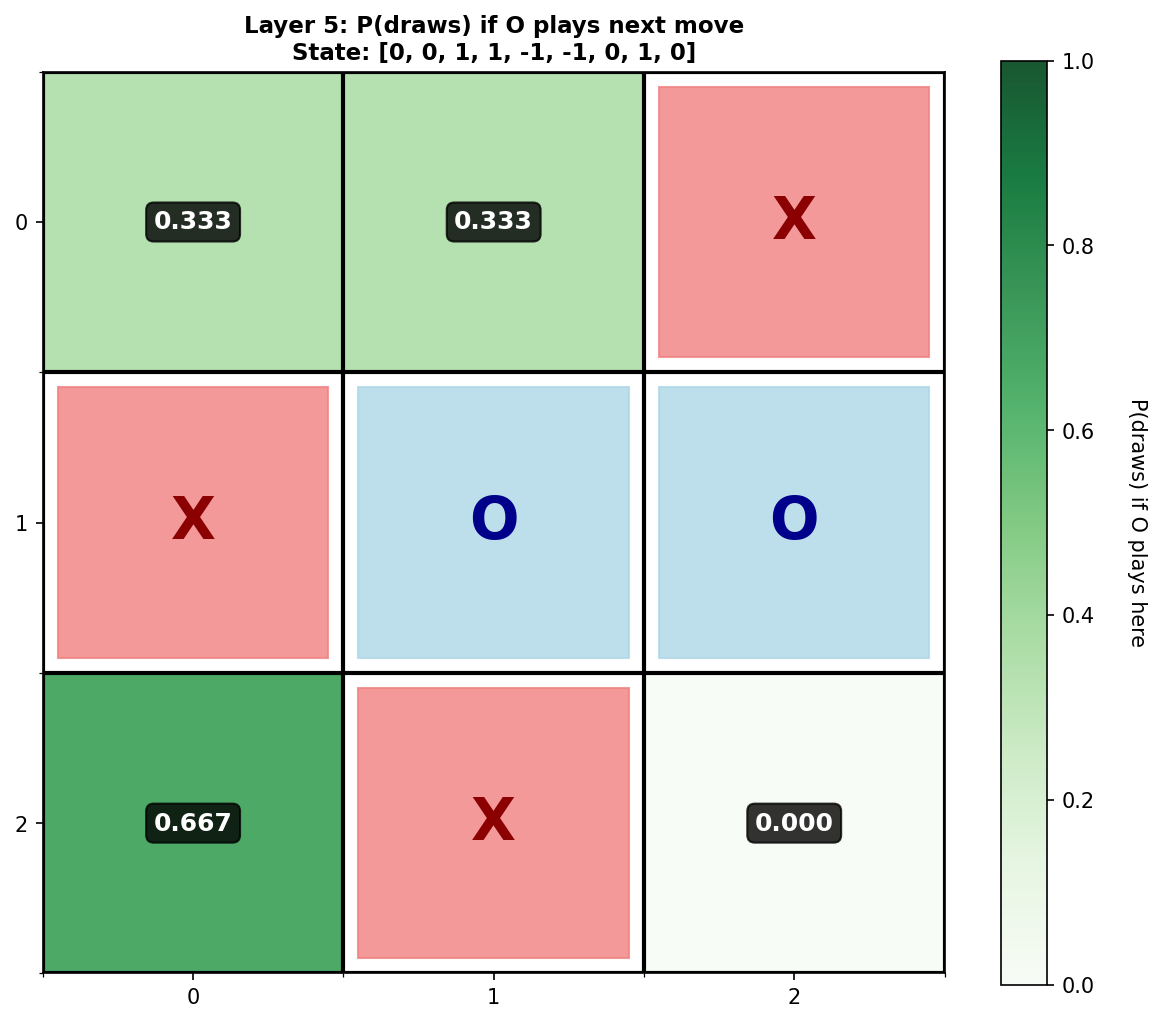 Layer 5: P(draws) if O plays next move
State: [0, 0, 1, 1, -1, -1, 0, 1, 0]
0
0.333
0.333
X
1
X
O
O
2
0.667
X
0.000
0
1
2
1.0
0.8
0.6
0.4
0.2
0.0
P(draws) if O plays here